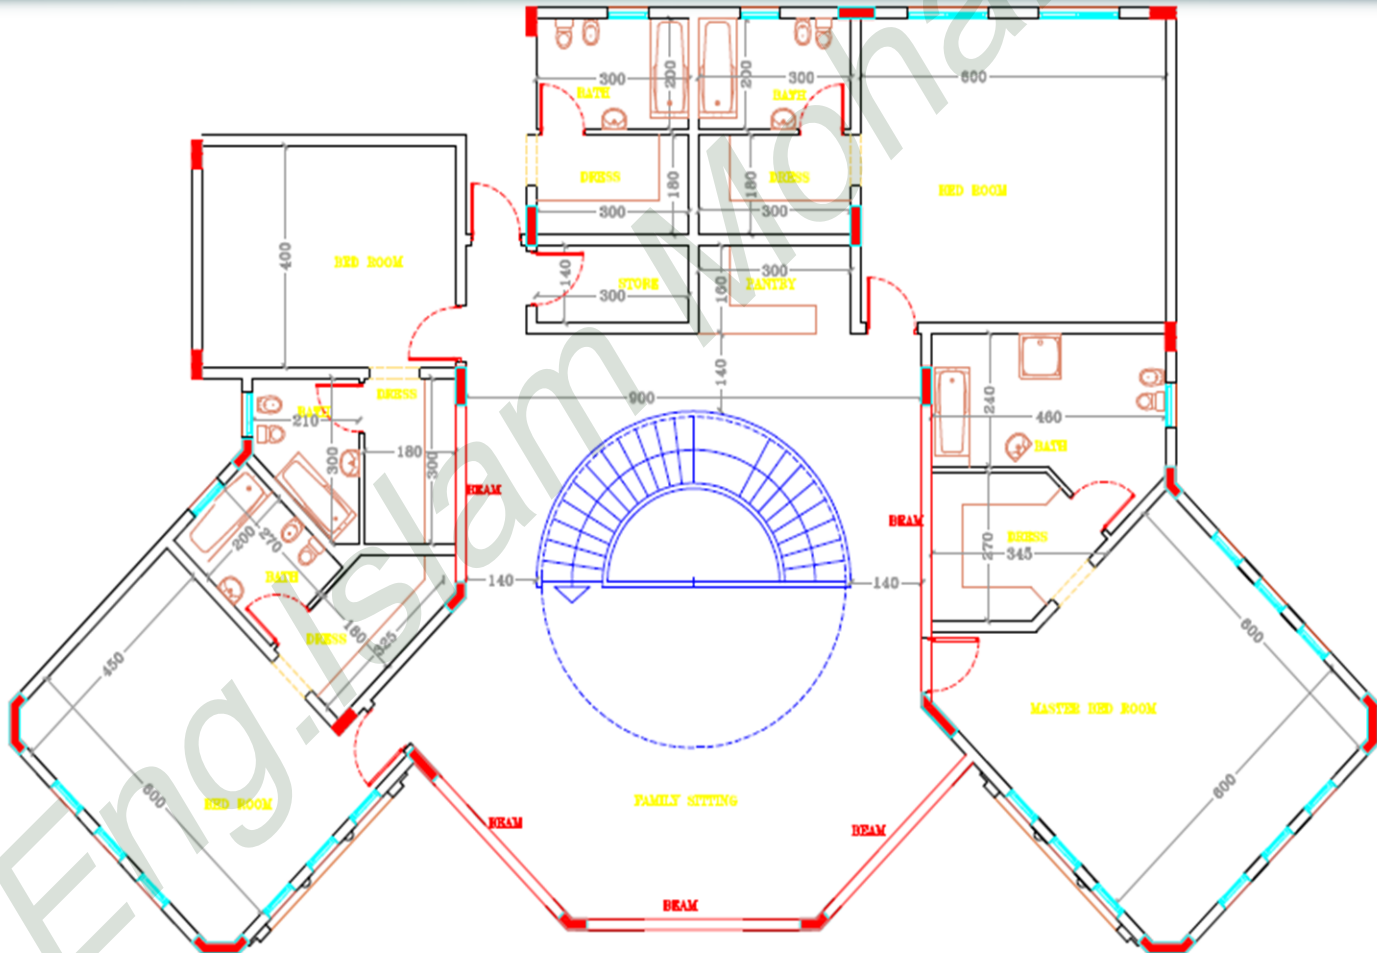 300
200
200
300
600
BATH
BATH
DRESS
180
180
DRESS
BED ROOM
300
300
400
BED ROOM
140
STORE
300
160
300
PANTRY
300
140
900
240
460
BATH
DRESS
BATH
210
300
180
300
BEAM
BEAM
200
270
BATH
DRESS
180
325
140
140
DRESS
345
270
450
600
BED ROOM
600
MASTER BED ROOM
600
FAMILY SITTING
BEAM
BEAM
BEAM
Eng.Islam Moha